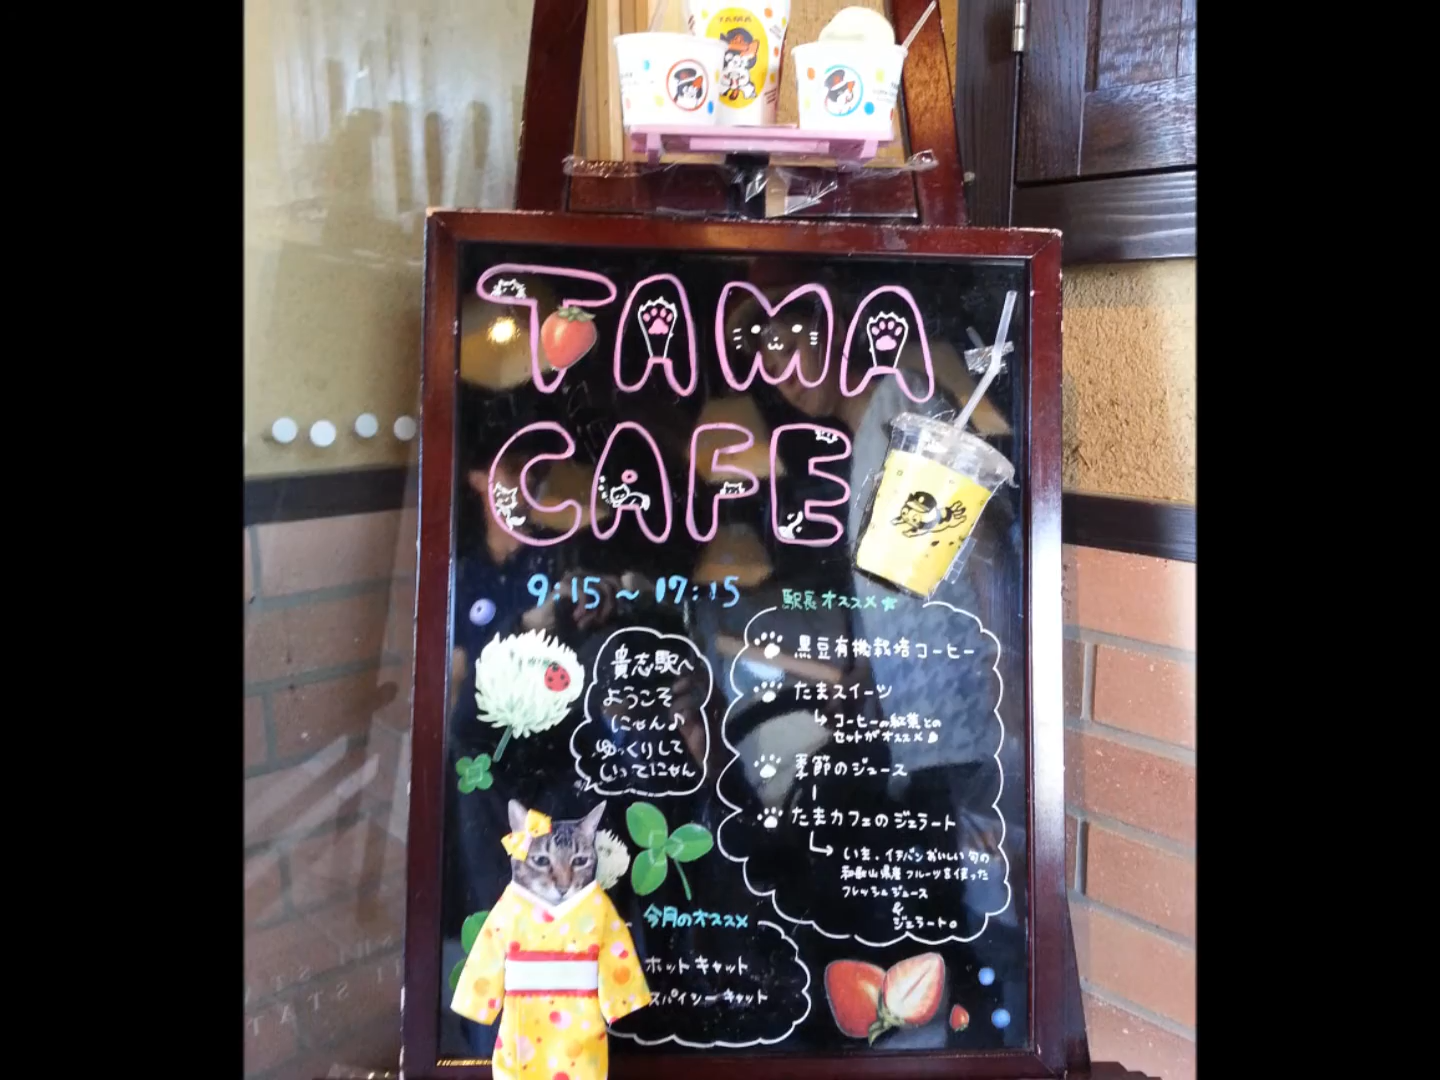 TAMA
TAMA
CAFE
9:15～17:15
貴志駅へ
ようこそ
にゃん♪
ゆっくりして
いってにゃん
駅長オススメ☆
黒豆有機栽培コーヒー
たまスイーツ
↳コーヒーの紅葉との
セットがオススメ
季節のジュース
たまカフェのジェラート
↳いま、イチバンおいしい旬の
和歌山県産フルーツを使った
フレッシュジュース
&
ジェラート。
今月のオススメ
ホットキャット
スパイシーキャット